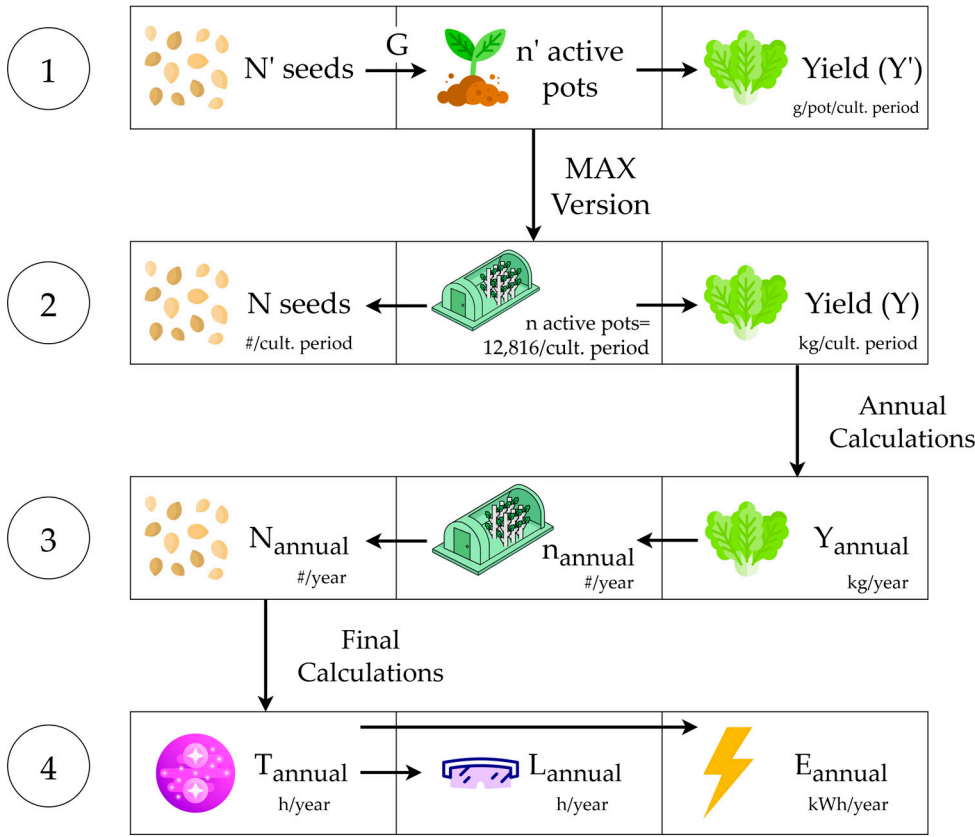 1
N' seeds
G
n' active
pots
Yield (Y')
g/pot/cult. period
MAX
Version
2
N seeds
#/cult. period
n active pots=
12,816/cult. period
Yield (Y)
kg/cult. period
Annual
Calculations
3
Nannual
#/year
nannual
#/year
Yannual
kg/year
Final
Calculations
4
Tannual
h/year
Lannual
h/year
Eannual
kWh/year